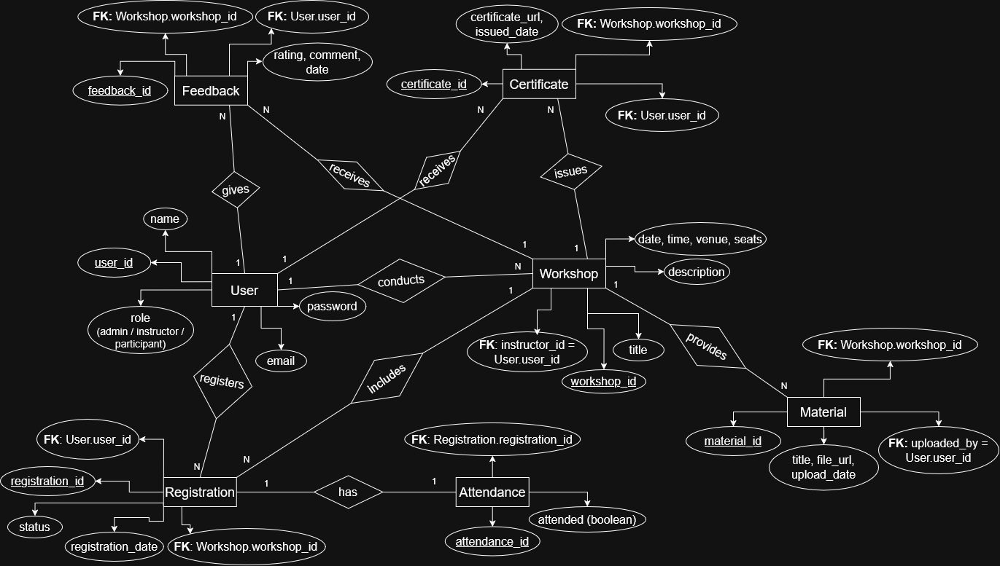 FK: Workshop.workshop_id
FK: User.user_id
rating, comment,
date
feedback_id
Feedback
certificate_url,
issued_date
FK: Workshop.workshop_id
certificate_id
Certificate
FK: User.user_id
N
N
N
N
receives
receives
issues
gives
name
user_id
1
1
1
1
User
1
conducts
N
Workshop
date, time, venue, seats
description
role
(admin / instructor /
participant)
password
email
1
1
1
FK: instructor_id =
User.user_id
title
workshop_id
provides
registers
includes
N
FK: Workshop.workshop_id
Material
material_id
title, file_url,
upload_date
FK: uploaded_by =
User.user_id
FK: User.user_id
N
N
FK: Registration.registration_id
registration_id
Registration
1
has
1
Attendance
status
registration_date
FK: Workshop.workshop_id
attended (boolean)
attendance_id